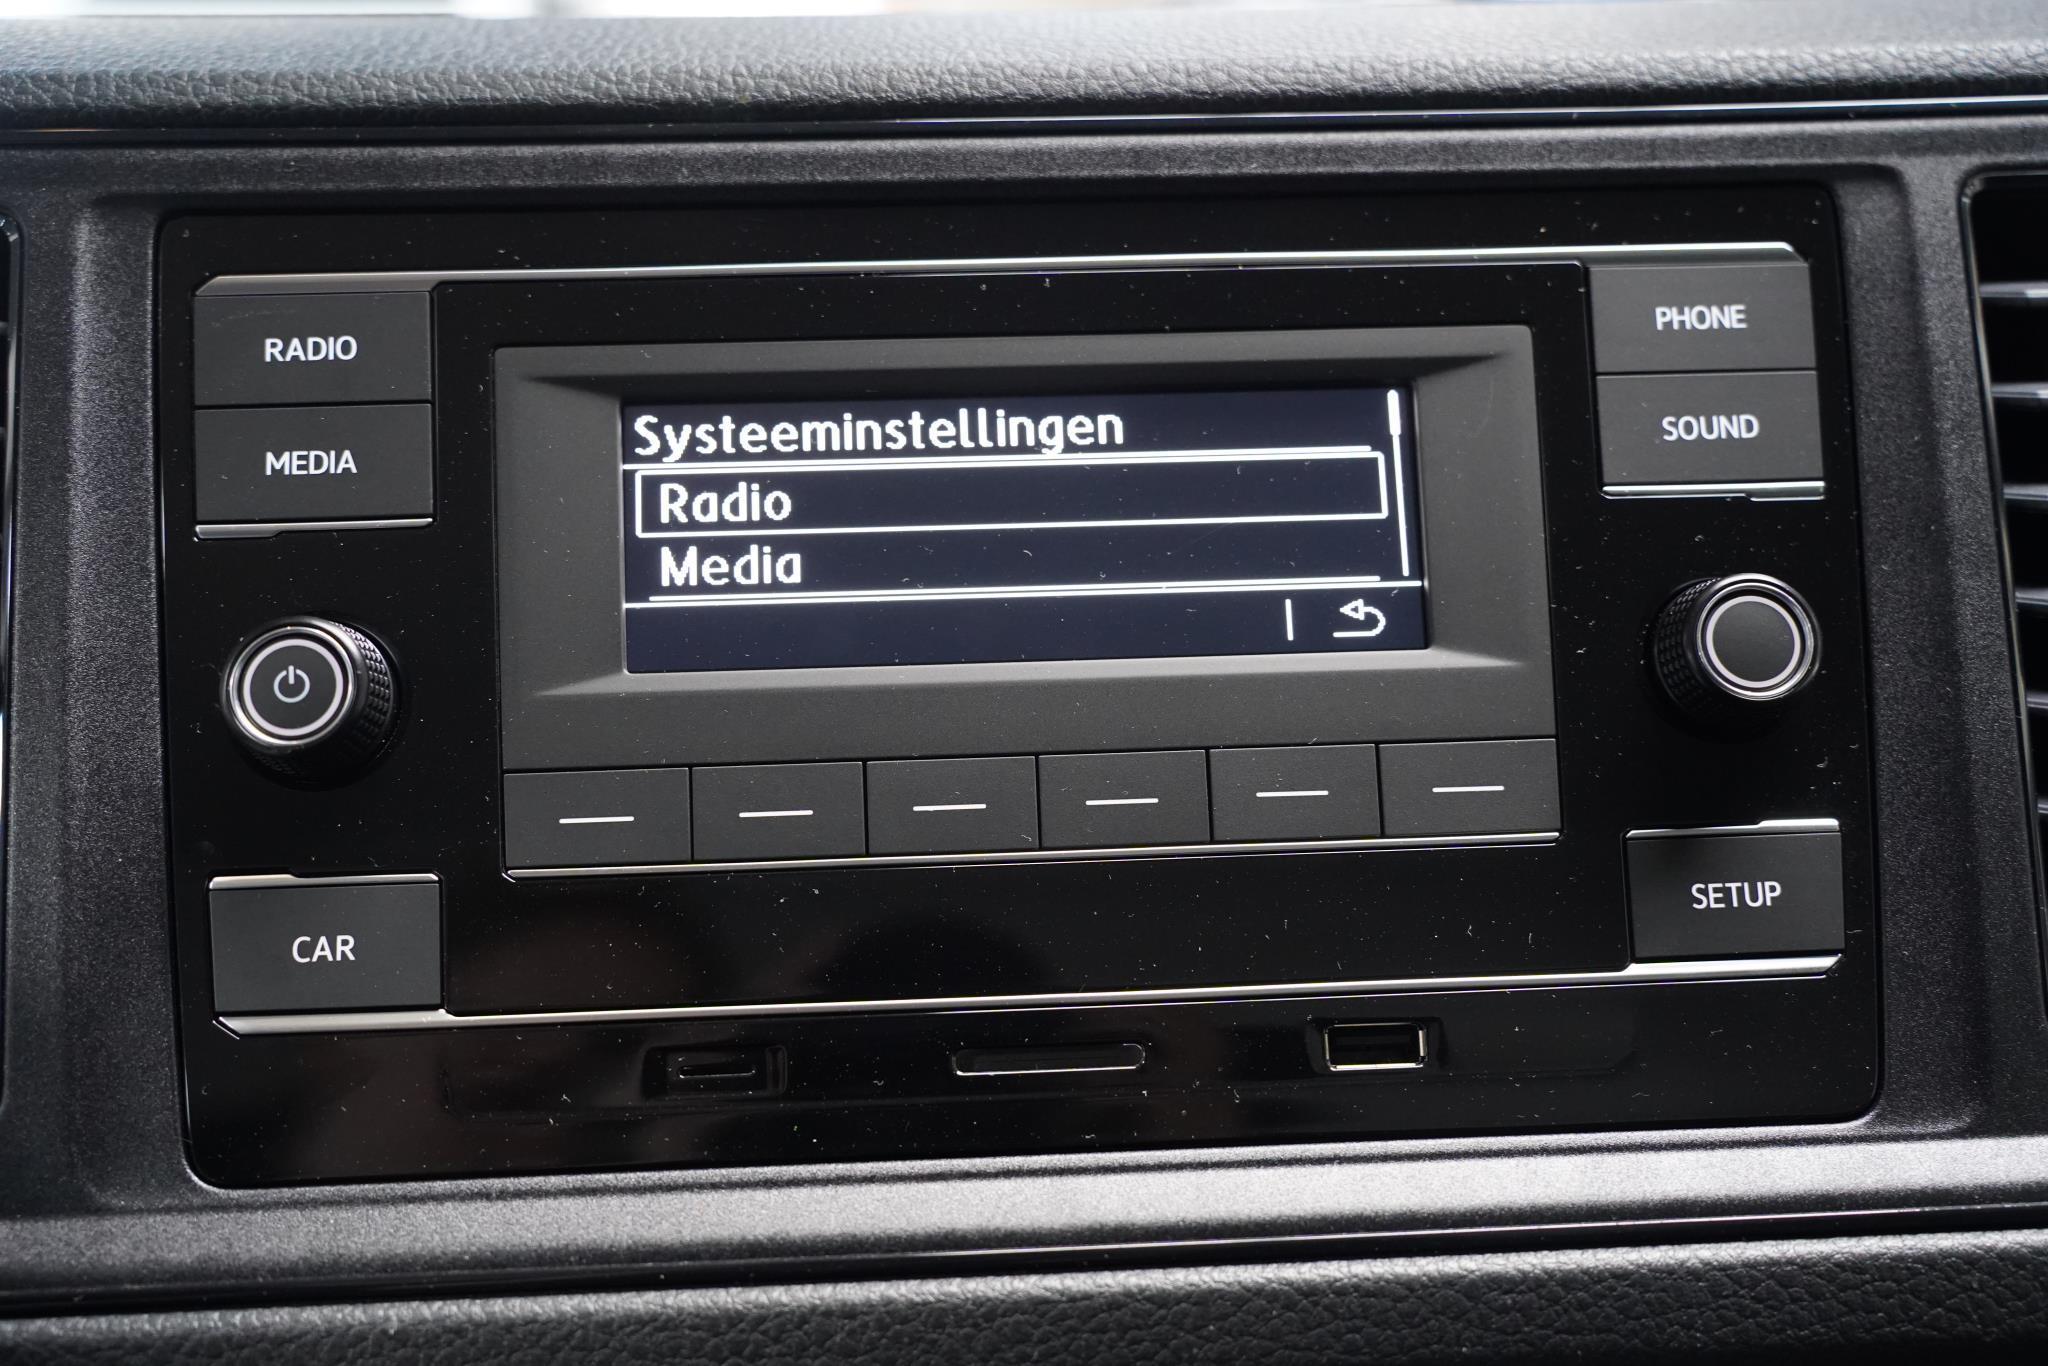 RADIO
MEDIA
Systeeminstellingen
Radio
Media
PHONE
SOUND
CAR
SETUP